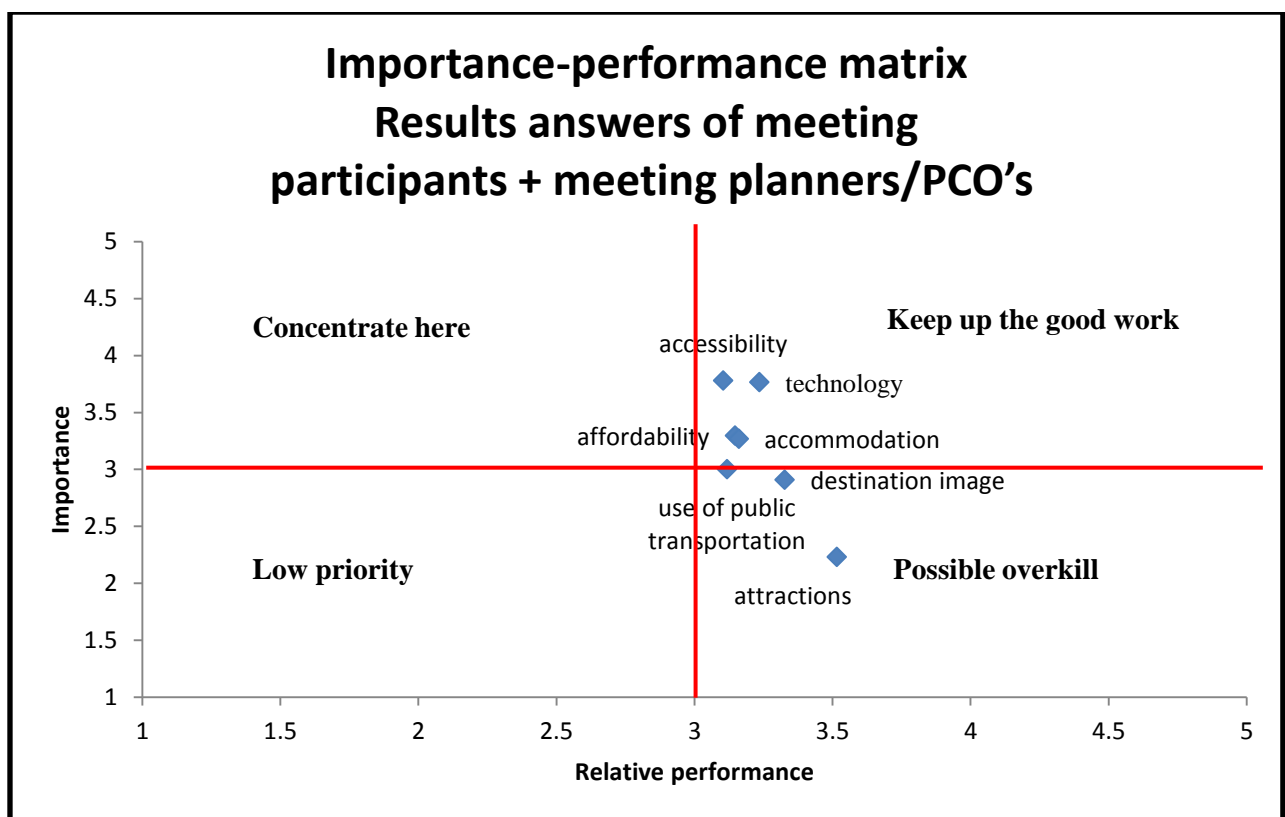 Importance-performance matrix
Results answers of meeting
participants + meeting planners/PCO’s
5
4.5
4
3.5
3
2.5
2
1.5
1
Importance
Concentrate here
Keep up the good work
accessibility
technology
affordability
accommodation
destination image
use of public
transportation
Low priority
Possible overkill
attractions
1
1.5
2
2.5
3
3.5
4
4.5
5
Relative performance